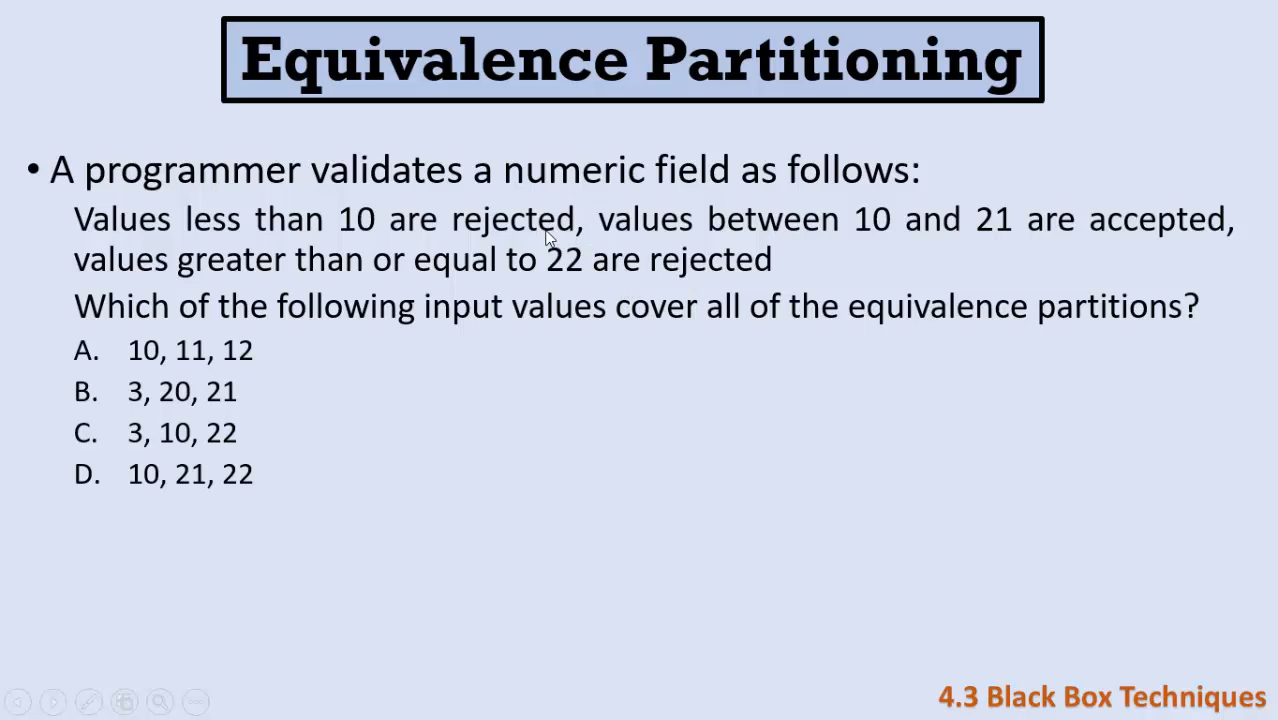 Equivalence Partitioning
• A programmer validates a numeric field as follows:
Values less than 10 are rejected, values between 10 and 21 are accepted,
values greater than or equal to 22 are rejected
Which of the following input values cover all of the equivalence partitions?
A. 10, 11, 12
B. 3, 20, 21
C. 3, 10, 22
D. 10, 21, 22
4.3 Black Box Techniques